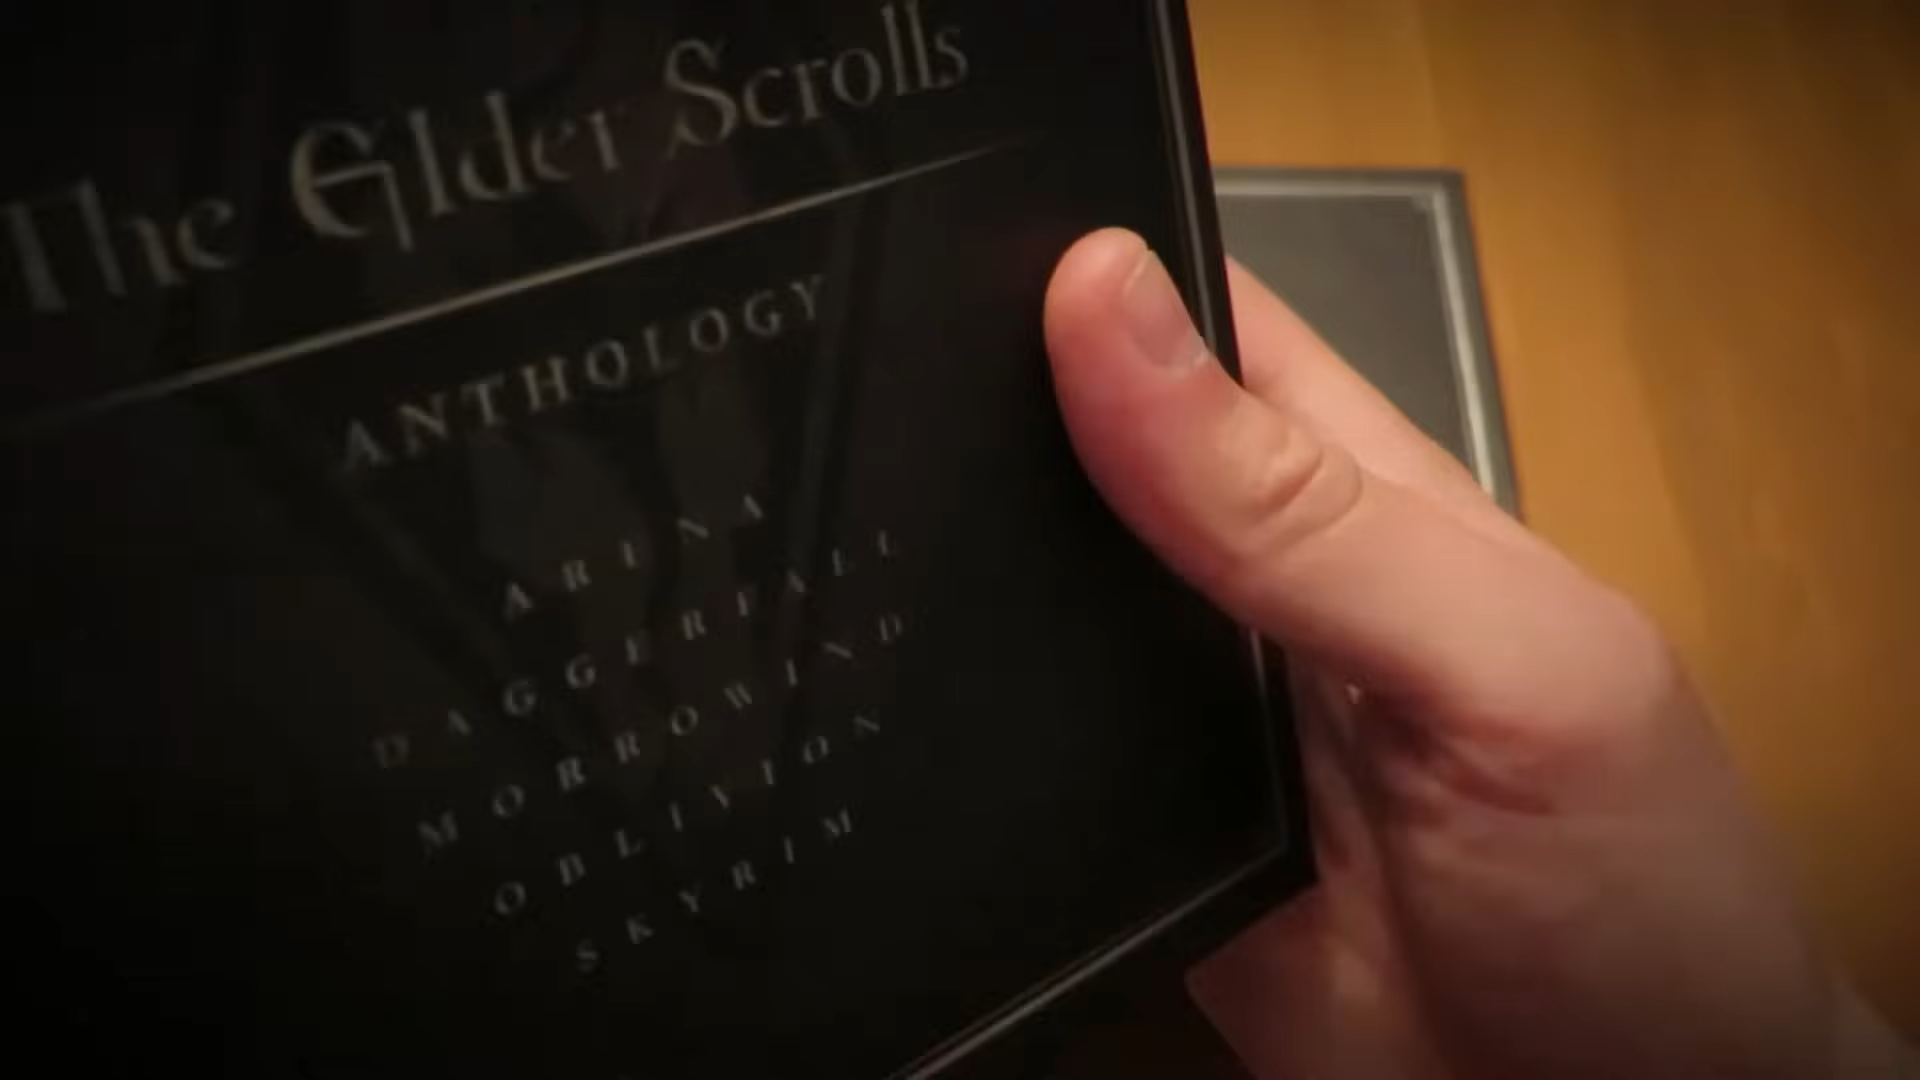 The Elder Scrolls
ANTHOLOGY
ARENA
DAGGERFALL
MORROWIND
OBLIVION
SKYRIM